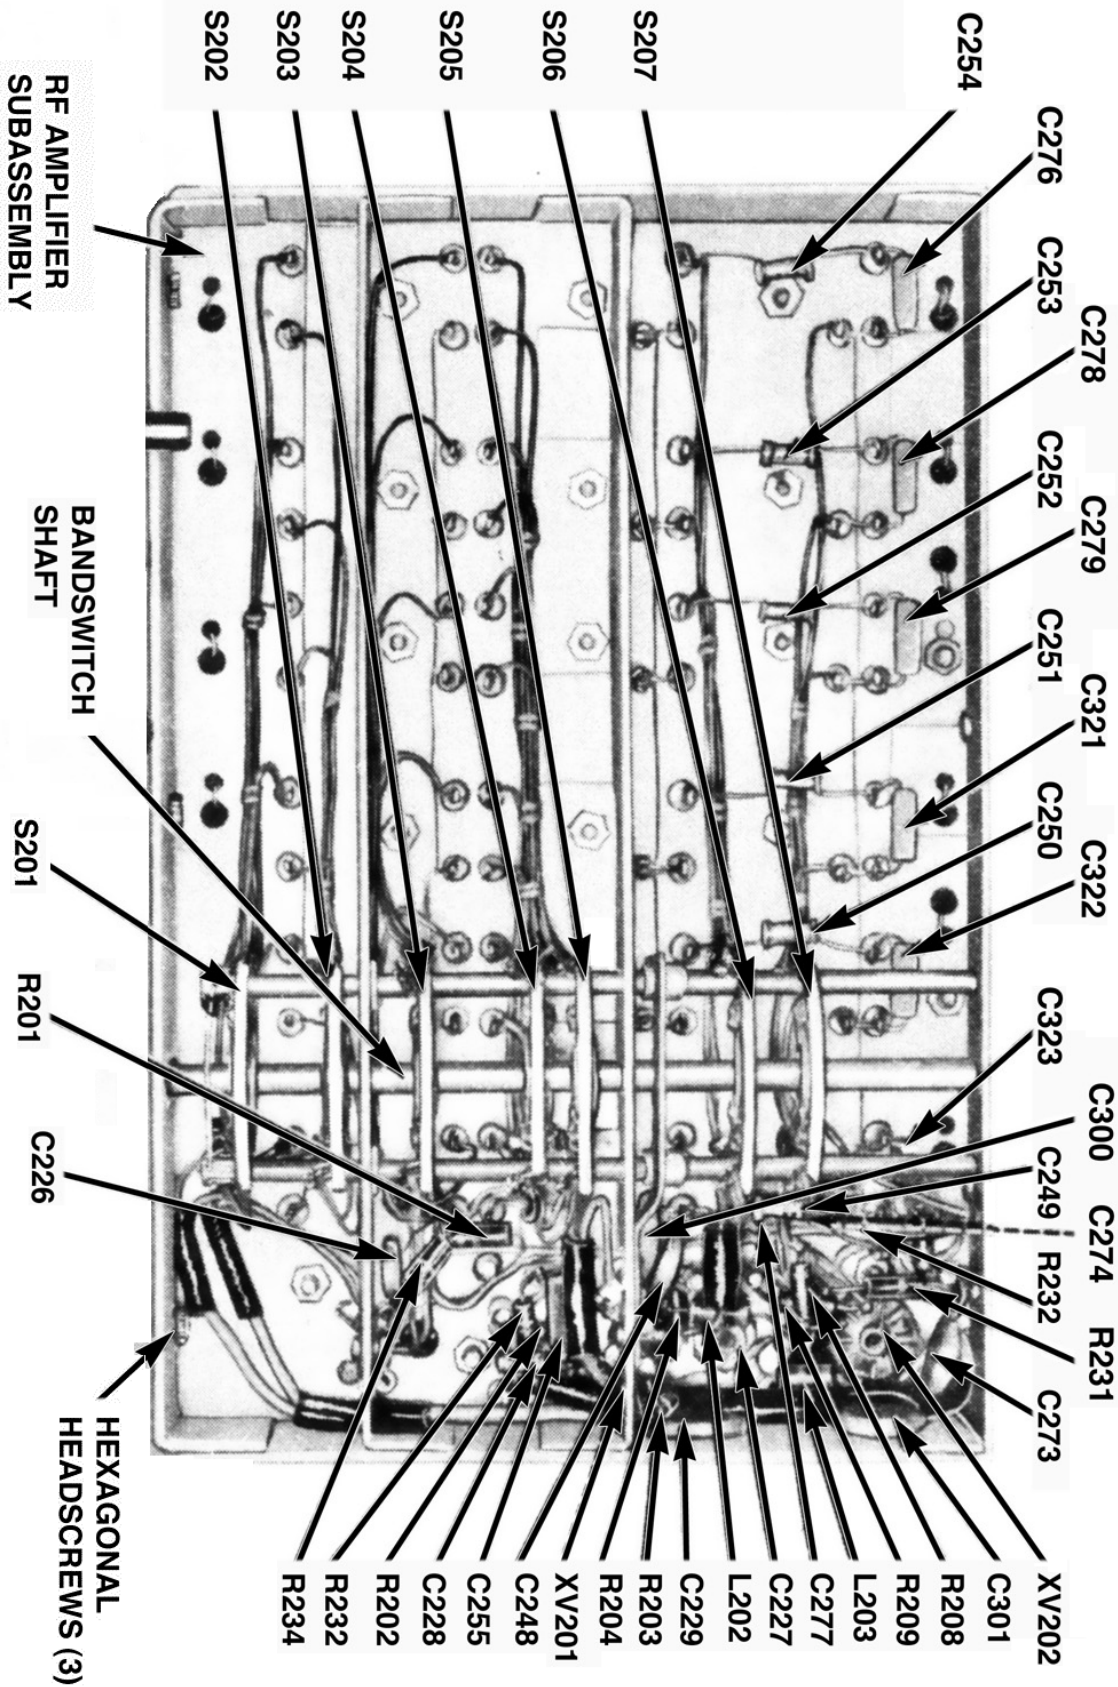 C254
C276
C253
C278
C252
C279
C251
C321
C250
C322
C323
C300
C249
C274
R232
R231
C273
S207
S206
S205
S204
S203
S202
RF AMPLIFIER
SUBASSEMBLY
BANDSWITCH
SHAFT
S201
R201
C226
HEXAGONAL
HEADSCREWS (3)
XV202
C301
R208
R209
L203
C277
C227
L202
C229
R203
R204
XV201
C248
C255
C228
R202
R232
R234